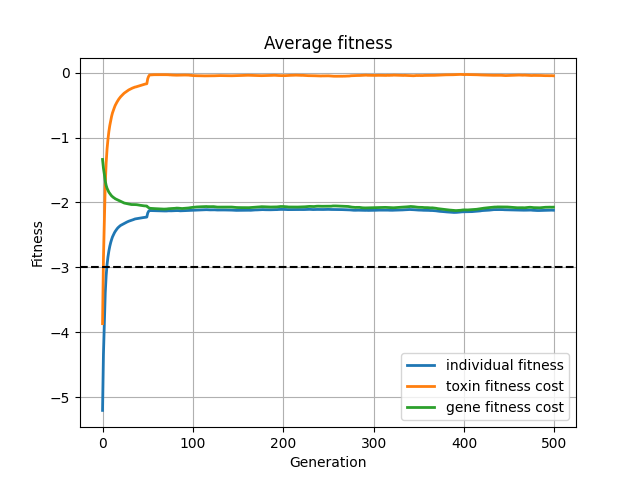 Average fitness
Fitness
0
−1
−2
−3
−4
−5
individual fitness
toxin fitness cost
gene fitness cost
0
100
200
300
400
500
Generation